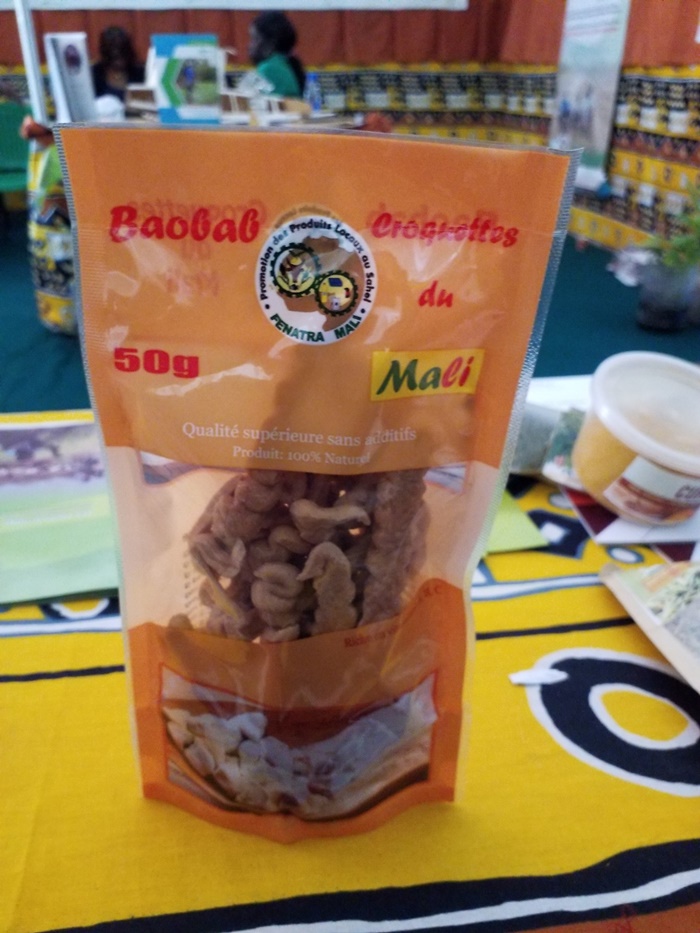 Baobab Croquettes
du
Promotion des Produits Locaux au Sahel
FENATRA MALI
50g
Mali
Qualité supérieure sans additifs
Produit: 100% Naturel